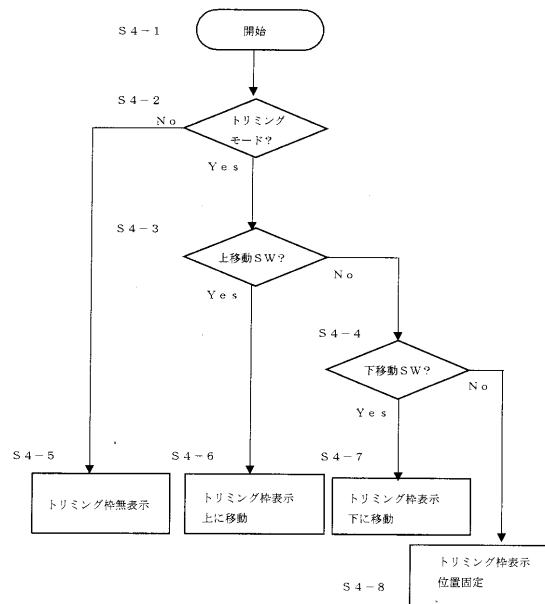 S4-1
開始
S4-2
No
トリミング
モード?
Yes
S4-3
上移動SW?
No
Yes
S4-4
下移動SW?
No
Yes
S4-5
トリミング枠無表示
S4-6
トリミング枠表示
上に移動
S4-7
トリミング枠表示
下に移動
S4-8
トリミング枠表示
位置固定